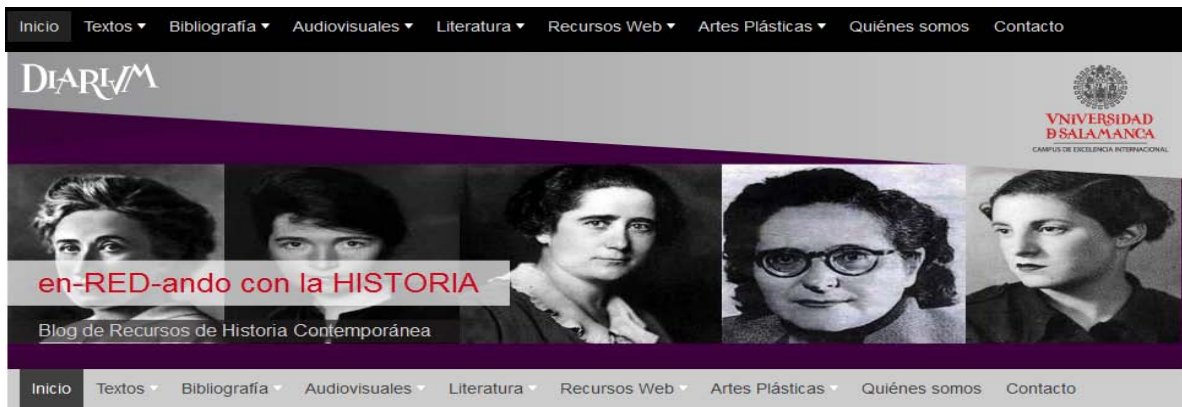 Inicio Textos Bibliografía Audiovisuales Literatura Recursos Web Artes Plásticas Quiénes somos Contacto
DIARIVM
VNIVERSIDAD
D SALAMANCA
CAMPUS DE EXCELENCIA INTERNACIONAL
en-RED-ando con la HISTORIA
Blog de Recursos de Historia Contemporánea
Inicio Textos Bibliografía Audiovisuales Literatura Recursos Web Artes Plásticas Quiénes somos Contacto